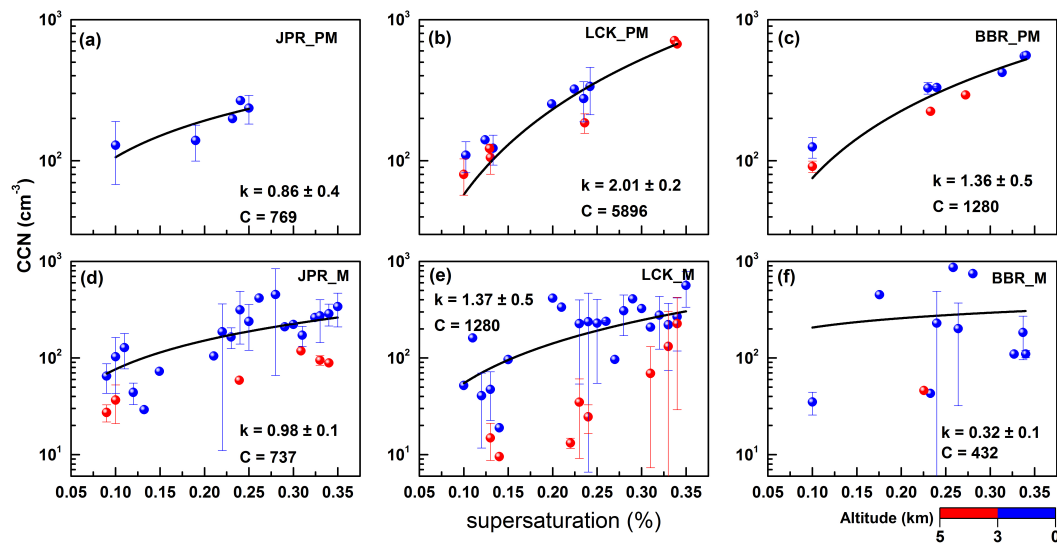 (a) JPR_PM
(b) LCK_PM
(c) BBR_PM
10³
10²
k = 0.86 ± 0.4
C = 769
k = 2.01 ± 0.2
C = 5896
k = 1.36 ± 0.5
C = 1280
CCN (cm⁻³)
(d) JPR_M
(e) LCK_M
(f) BBR_M
10³
10²
10¹
k = 0.98 ± 0.1
C = 737
k = 1.37 ± 0.5
C = 1280
k = 0.32 ± 0.1
C = 432
0.05 0.10 0.15 0.20 0.25 0.30 0.35
0.05 0.10 0.15 0.20 0.25 0.30 0.35
0.05 0.10 0.15 0.20 0.25 0.30 0.35
supersaturation (%)
Altitude (km)
5 3 0